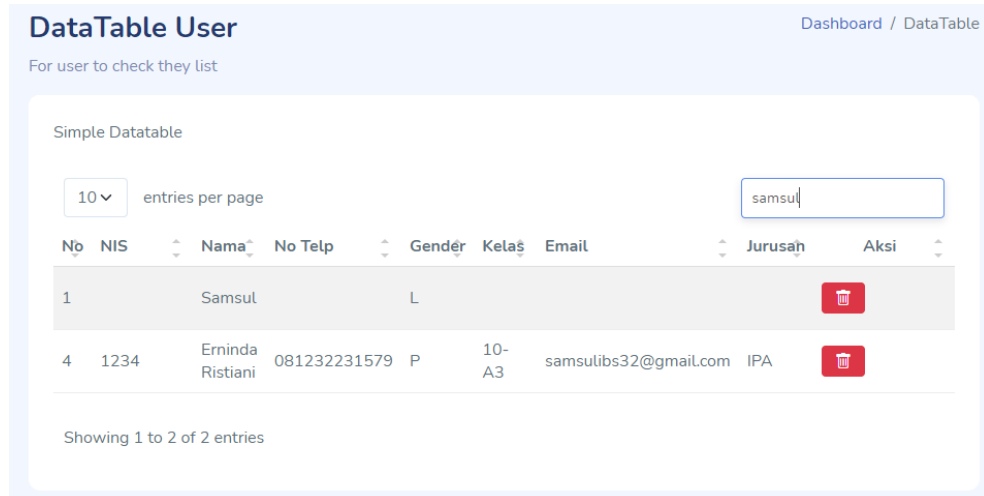 DataTable User
Dashboard / DataTable
For user to check they list
Simple Datatable
10 entries per page
samsul
No NIS Nama No Telp Gender Kelas Email Jurusan Aksi
1 Samsul L
4 1234 Erninda Ristiani 081232231579 P 10-A3 samsulibs32@gmail.com IPA
Showing 1 to 2 of 2 entries